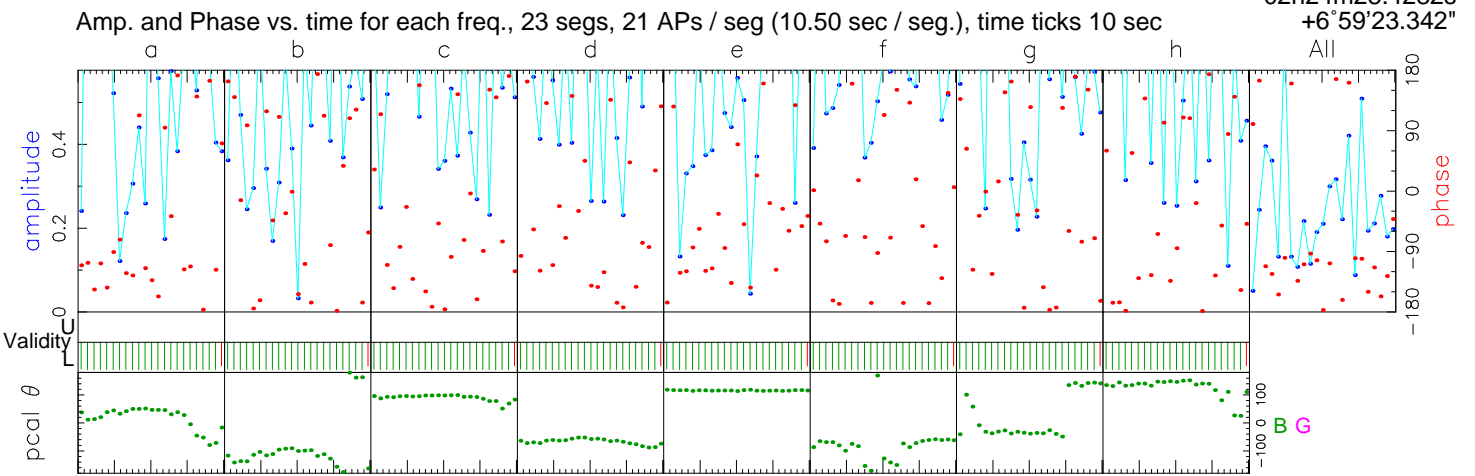 Amp. and Phase vs. time for each freq., 23 segs, 21 APs / seg (10.50 sec / seg.), time ticks 10 sec
+6°59'23.342"
a b c d e f g h All
amplitude
0.4
0.2
0
180
90
0
-90
-180
phase
U
Validity
L
pcal θ
100
0
-100
B G